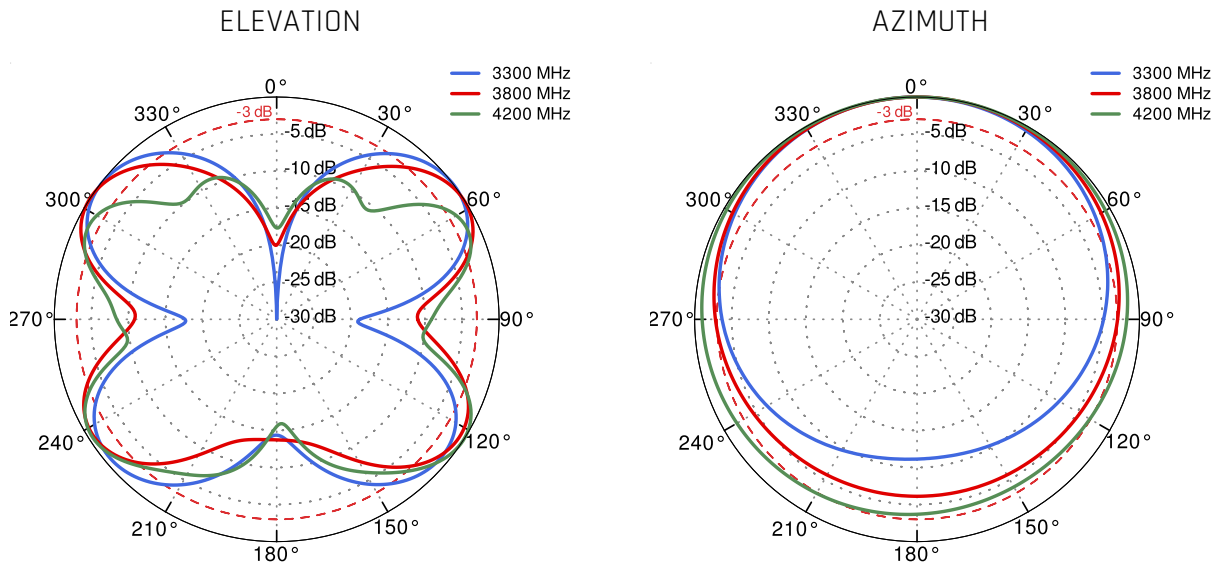 ELEVATION
3300 MHz
3800 MHz
4200 MHz
0°
30°
60°
90°
120°
150°
180°
210°
240°
270°
300°
330°
-3 dB
-5 dB
-10 dB
-15 dB
-20 dB
-25 dB
-30 dB
AZIMUTH
3300 MHz
3800 MHz
4200 MHz
0°
30°
60°
90°
120°
150°
180°
210°
240°
270°
300°
330°
-3 dB
-5 dB
-10 dB
-15 dB
-20 dB
-25 dB
-30 dB